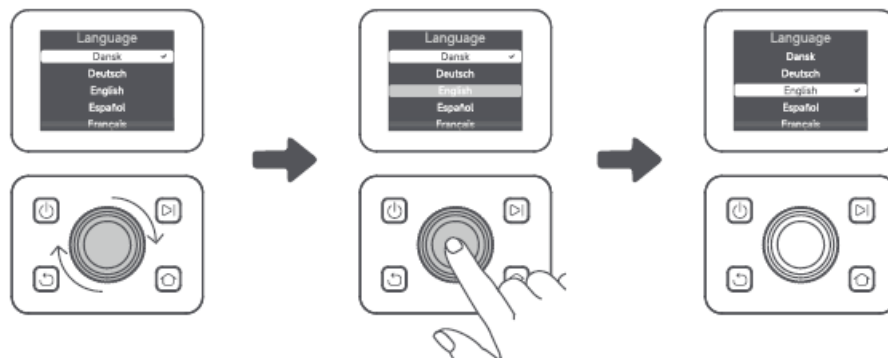 Language
Dansk
Deutsch
English
Español
Français
Language
Dansk
Deutsch
English
Español
Français
Language
Dansk
Deutsch
English
Español
Français